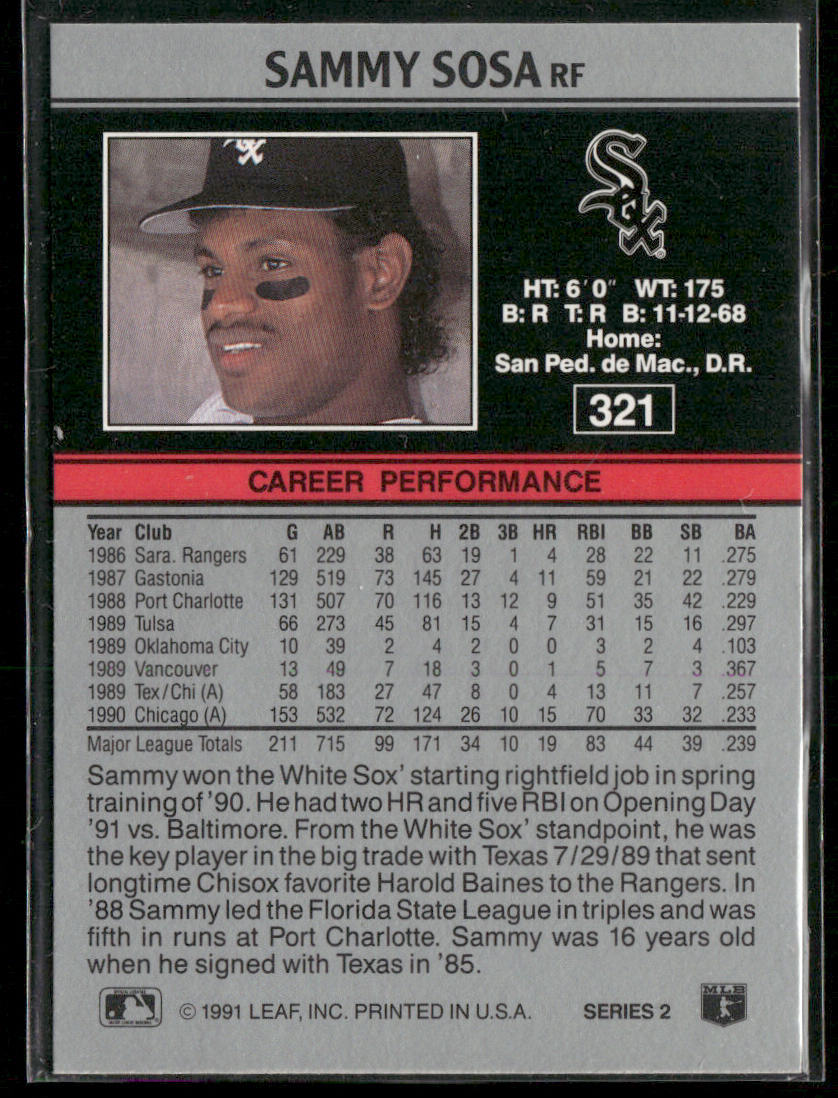 SAMMY SOSA RF
Sox
HT: 6'0" WT: 175
B: R T: R B: 11-12-68
Home:
San Ped. de Mac., D.R.
321
CAREER PERFORMANCE
Year Club G AB R H 2B 3B HR RBI BB SB BA
1986 Sara. Rangers 61 229 38 63 19 1 4 28 22 11 .275
1987 Gastonia 129 519 73 145 27 4 11 59 21 22 .279
1988 Port Charlotte 131 507 70 116 13 12 9 51 35 42 .229
1989 Tulsa 66 273 45 81 15 4 7 31 15 16 .297
1989 Oklahoma City 10 39 2 4 2 0 0 3 2 4 .103
1989 Vancouver 13 49 7 18 3 0 1 5 7 3 .367
1989 Tex/Chi (A) 58 183 27 47 8 0 4 13 11 7 .257
1990 Chicago (A) 153 532 72 124 26 10 15 70 33 32 .233
Major League Totals 211 715 99 171 34 10 19 83 44 39 .239
Sammy won the White Sox' starting rightfield job in spring
training of '90. He had two HR and five RBI on Opening Day
'91 vs. Baltimore. From the White Sox' standpoint, he was
the key player in the big trade with Texas 7/29/89 that sent
longtime Chisox favorite Harold Baines to the Rangers. In
'88 Sammy led the Florida State League in triples and was
fifth in runs at Port Charlotte. Sammy was 16 years old
when he signed with Texas in '85.
© 1991 LEAF, INC. PRINTED IN U.S.A. SERIES 2
MLB